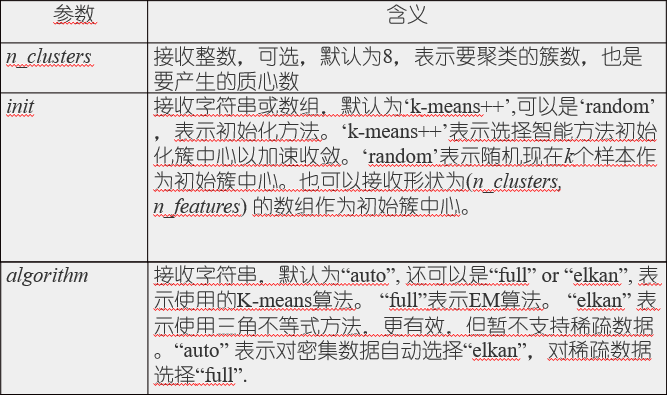 参数 含义
n_clusters 接收整数，可选，默认为8，表示要聚类的簇数，也是
要产生的质心数
init 接收字符串或数组，默认为‘k-means++’,可以是‘random’
，表示初始化方法。‘k-means++’表示选择智能方法初始
化簇中心以加速收敛。‘random’表示随机现在k个样本作
为初始簇中心。也可以接收形状为(n_clusters,
n_features) 的数组作为初始簇中心。
algorithm 接收字符串，默认为“auto”, 还可以是“full” or “elkan”, 表
示使用的K-means算法。 “full”表示EM算法。 “elkan” 表
示使用三角不等式方法，更有效，但暂不支持稀疏数据
。“auto” 表示对密集数据自动选择“elkan”，对稀疏数据
选择“full”.